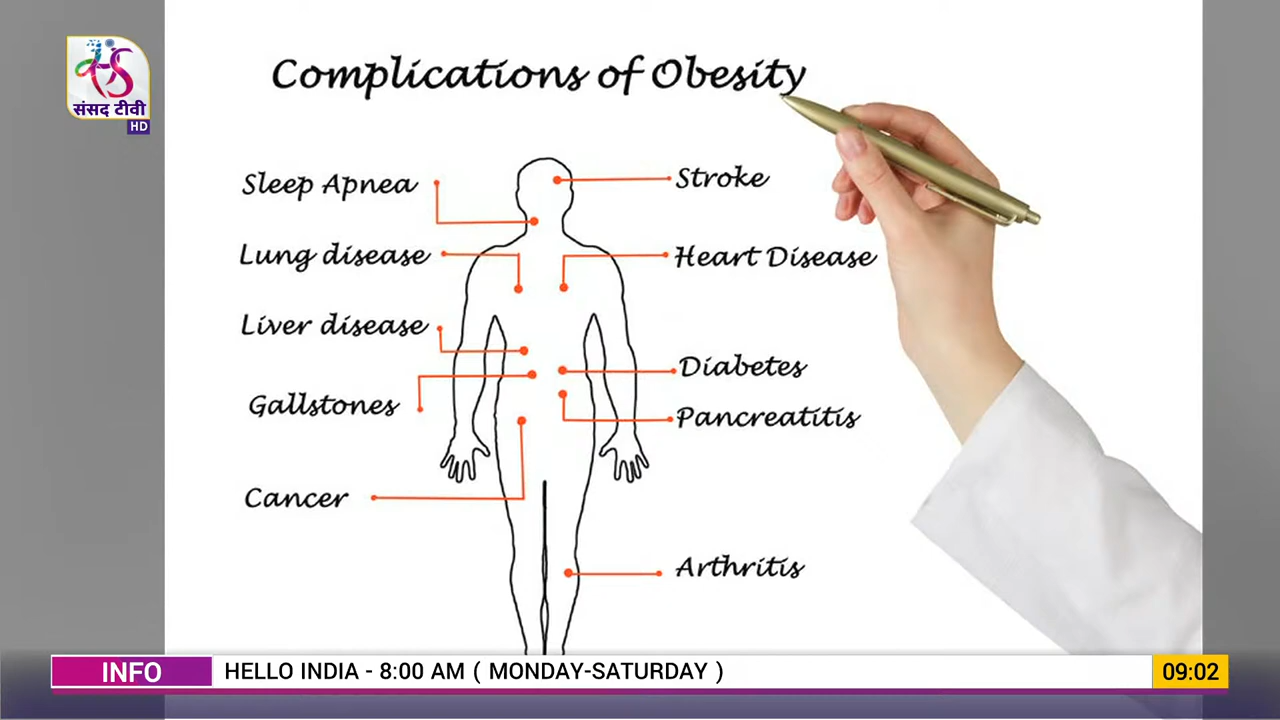 संसद टीवी
HD
Complications of Obesity
Sleep Apnea
Stroke
Lung disease
Heart Disease
Liver disease
Diabetes
Gallstones
Pancreatitis
Cancer
Arthritis
INFO
HELLO INDIA - 8:00 AM ( MONDAY-SATURDAY )
09:02